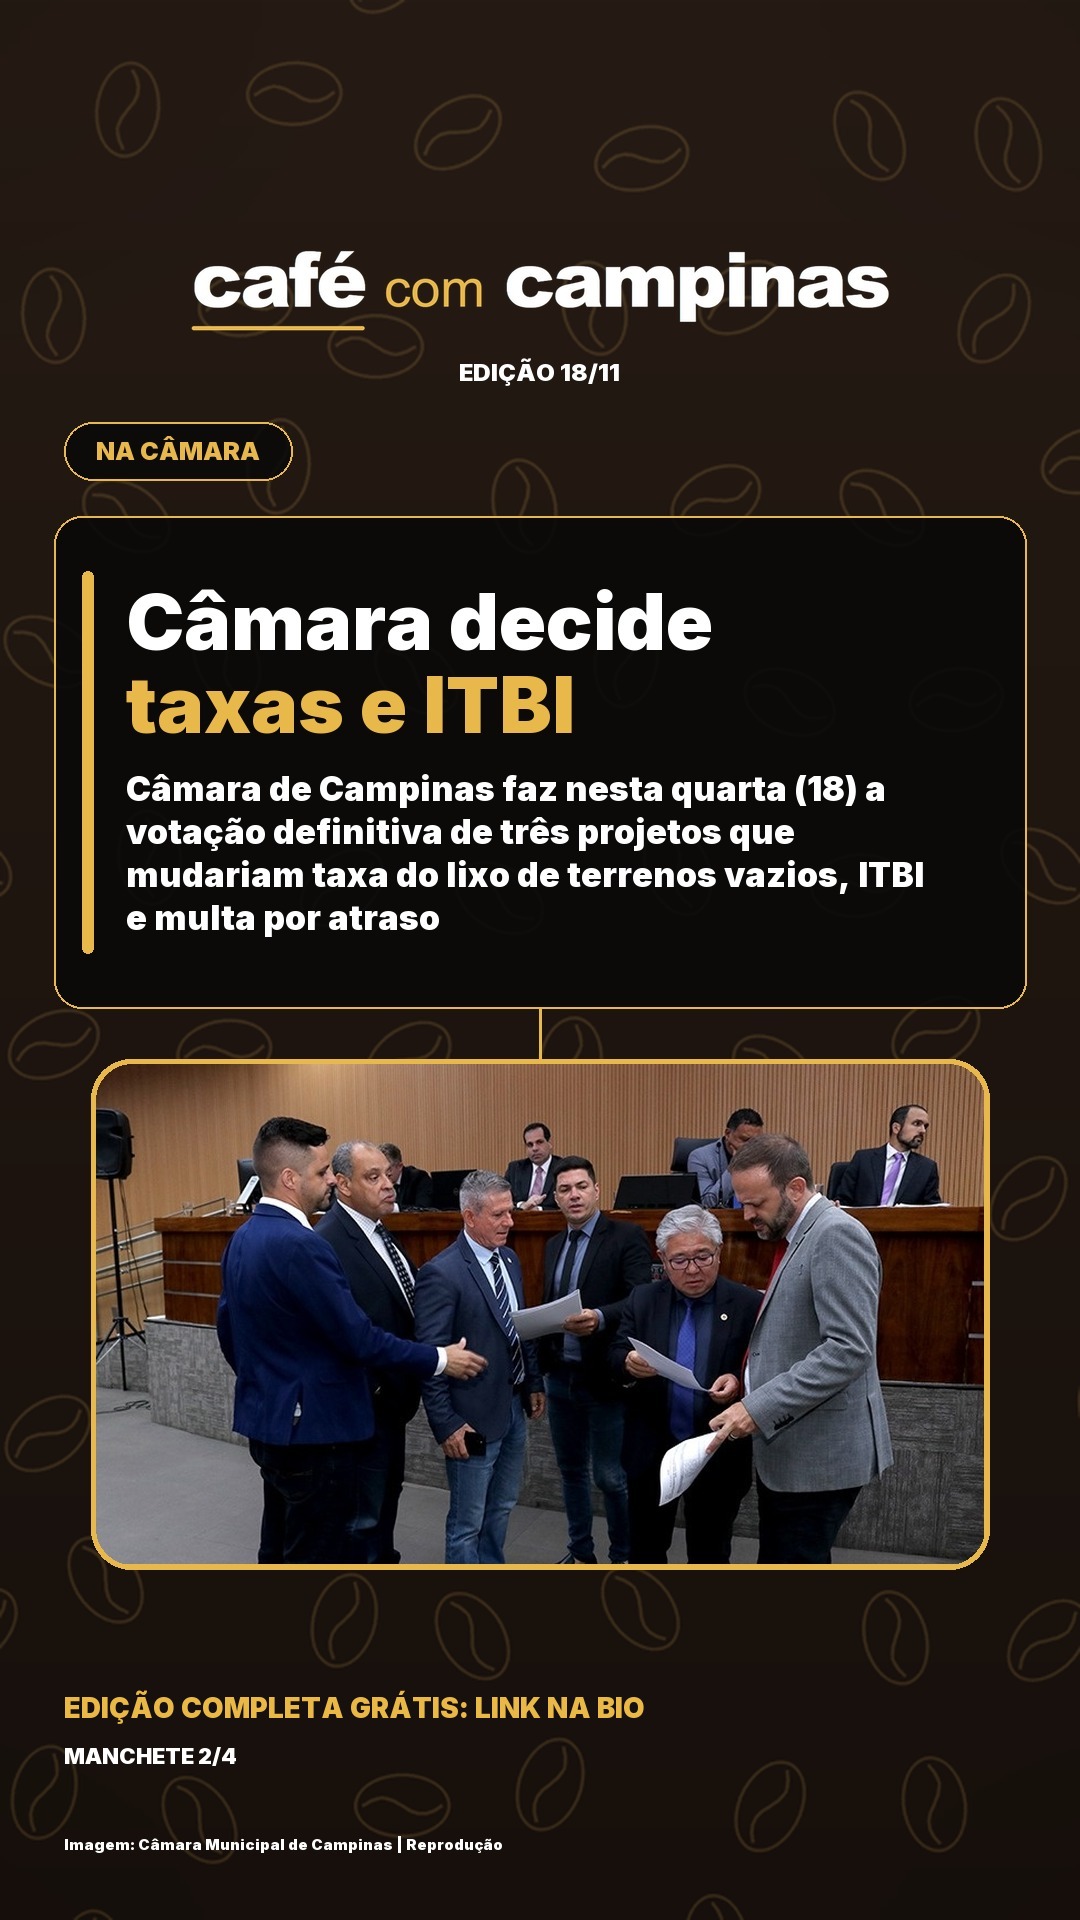 café com campinas
EDIÇÃO 18/11
NA CÂMARA
Câmara decide
taxas e ITBI
Câmara de Campinas faz nesta quarta (18) a
votação definitiva de três projetos que
mudariam taxa do lixo de terrenos vazios, ITBI
e multa por atraso
EDIÇÃO COMPLETA GRÁTIS: LINK NA BIO
MANCHETE 2/4
Imagem: Câmara Municipal de Campinas | Reprodução